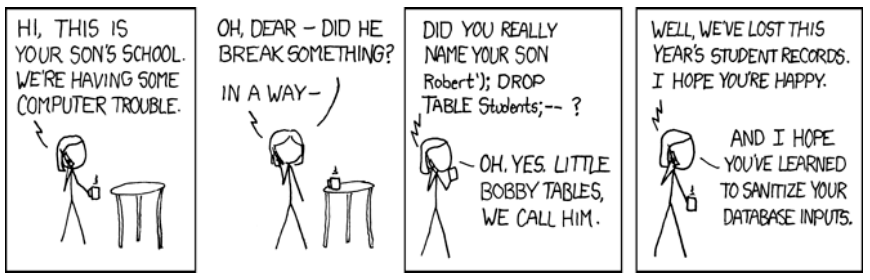 HI, THIS IS
YOUR SON'S SCHOOL.
WE'RE HAVING SOME
COMPUTER TROUBLE.
OH, DEAR – DID HE
BREAK SOMETHING?
IN A WAY–
DID YOU REALLY
NAME YOUR SON
Robert'); DROP
TABLE Students;-- ?
OH. YES. LITTLE
BOBBY TABLES,
WE CALL HIM.
WELL, WE'VE LOST THIS
YEAR'S STUDENT RECORDS.
I HOPE YOU'RE HAPPY.
AND I HOPE
YOU'VE LEARNED
TO SANITIZE YOUR
DATABASE INPUTS.